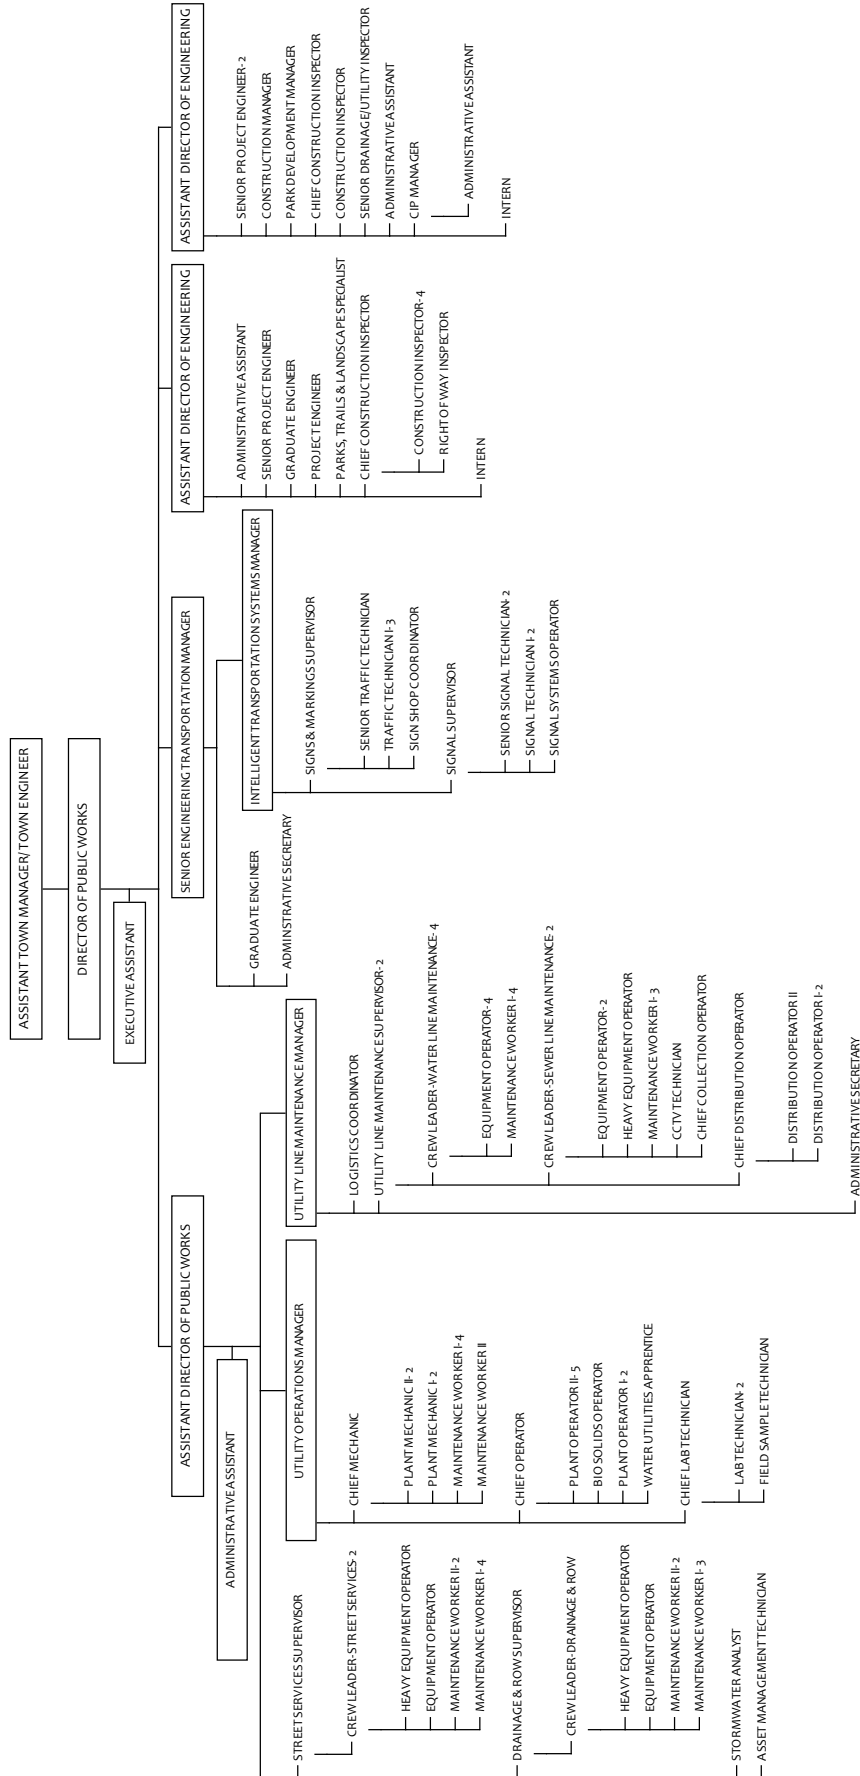 ASSISTANT TOWN MANAGER/ TOWN ENGINEER
DIRECTOR OF PUBLIC WORKS
EXECUTIVE ASSISTANT
ASSISTANT DIRECTOR OF PUBLIC WORKS
ADMINISTRATIVE ASSISTANT
STREET SERVICES SUPERVISOR
CREW LEADER-STREET SERVICES-2
HEAVY EQUIPMENT OPERATOR
EQUIPMENT OPERATOR
MAINTENANCE WORKER II-2
MAINTENANCE WORKER I-4
DRAINAGE & ROW SUPERVISOR
CREW LEADER-DRAINAGE & ROW
HEAVY EQUIPMENT OPERATOR
EQUIPMENT OPERATOR
MAINTENANCE WORKER II-2
MAINTENANCE WORKER I-3
STORMWATER ANALYST
ASSET MANAGEMENT TECHNICIAN
UTILITY OPERATIONS MANAGER
CHIEF MECHANIC
PLANT MECHANIC II-2
PLANT MECHANIC I-2
MAINTENANCE WORKER I-4
MAINTENANCE WORKER II
CHIEF OPERATOR
PLANT OPERATOR II-5
BIO SOLIDS OPERATOR
PLANT OPERATOR I-2
WATER UTILITIES APPRENTICE
CHIEF LAB TECHNICIAN
LAB TECHNICIAN-2
FIELD SAMPLE TECHNICIAN
UTILITY LINE MAINTENANCE MANAGER
LOGISTICS COORDINATOR
UTILITY LINE MAINTENANCE SUPERVISOR-2
CREW LEADER-WATER LINE MAINTENANCE-4
EQUIPMENT OPERATOR-4
MAINTENANCE WORKER I-4
CREW LEADER-SEWER LINE MAINTENANCE-2
EQUIPMENT OPERATOR-2
HEAVY EQUIPMENT OPERATOR
MAINTENANCE WORKER I-3
CCTV TECHNICIAN
CHIEF COLLECTION OPERATOR
CHIEF DISTRIBUTION OPERATOR
DISTRIBUTION OPERATOR II
DISTRIBUTION OPERATOR I-2
ADMINISTRATIVE SECRETARY
SENIOR ENGINEERING TRANSPORTATION MANAGER
GRADUATE ENGINEER
ADMINSTRATIVE SECRETARY
INTELLIGENT TRANSPORTATION SYSTEMS MANAGER
SIGNS & MARKINGS SUPERVISOR
SENIOR TRAFFIC TECHNICIAN
TRAFFIC TECHNICIAN I-3
SIGN SHOP COORDINATOR
SIGNAL SUPERVISOR
SENIOR SIGNAL TECHNICIAN-2
SIGNAL TECHNICIAN I-2
SIGNAL SYSTEMS OPERATOR
ASSISTANT DIRECTOR OF ENGINEERING
ADMINISTRATIVE ASSISTANT
SENIOR PROJECT ENGINEER
GRADUATE ENGINEER
PROJECT ENGINEER
PARKS, TRAILS & LANDSCAPE SPECIALIST
CHIEF CONSTRUCTION INSPECTOR
CONSTRUCTION INSPECTOR-4
RIGHT OF WAY INSPECTOR
INTERN
ASSISTANT DIRECTOR OF ENGINEERING
SENIOR PROJECT ENGINEER-2
CONSTRUCTION MANAGER
PARK DEVELOPMENT MANAGER
CHIEF CONSTRUCTION INSPECTOR
CONSTRUCTION INSPECTOR
SENIOR DRAINAGE/UTILITY INSPECTOR
ADMINISTRATIVE ASSISTANT
CIP MANAGER
ADMINISTRATIVE ASSISTANT
INTERN